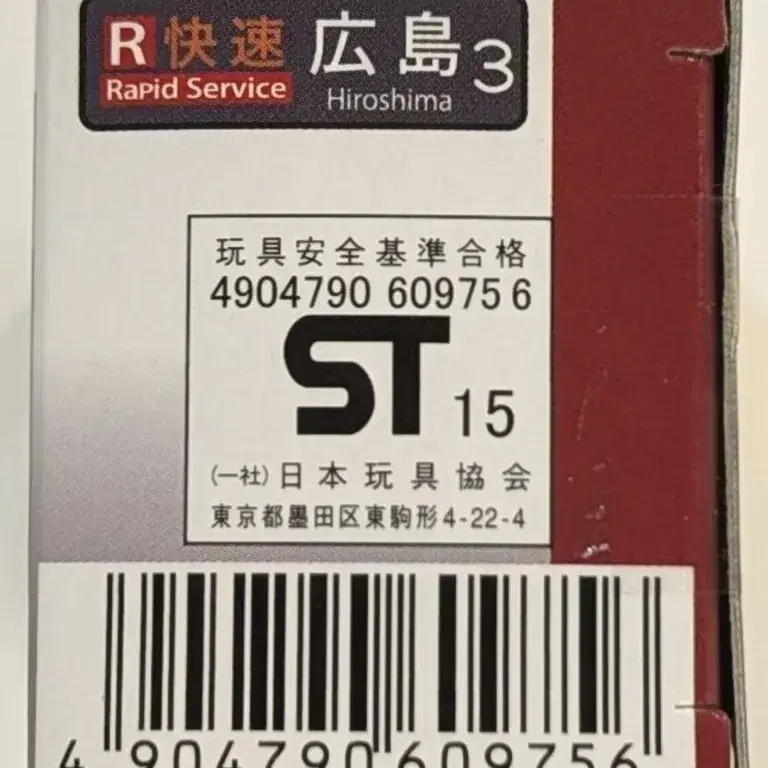 R 快速 広島 3
Rapid Service Hiroshima
玩具安全基準合格
4904790 609756
ST 15
(一社)日本玩具協会
東京都墨田区東駒形4-22-4
4 904790 609756